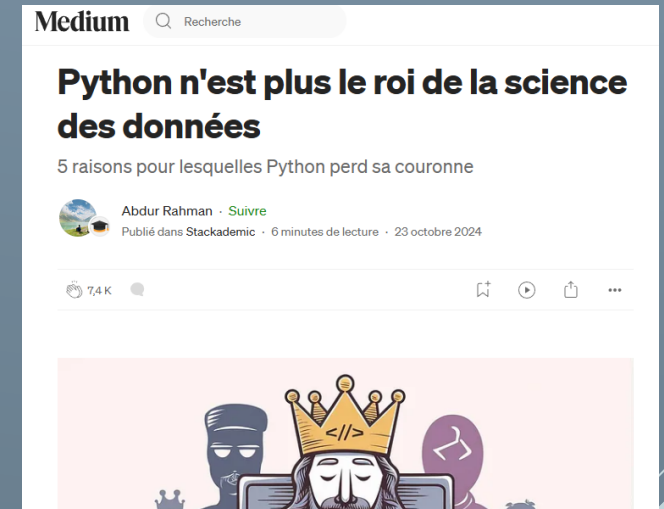 Medium
Recherche
Python n'est plus le roi de la science
des données
5 raisons pour lesquelles Python perd sa couronne
Abdur Rahman · Suivre
Publié dans Stackademic · 6 minutes de lecture · 23 octobre 2024
7,4 K
<//>